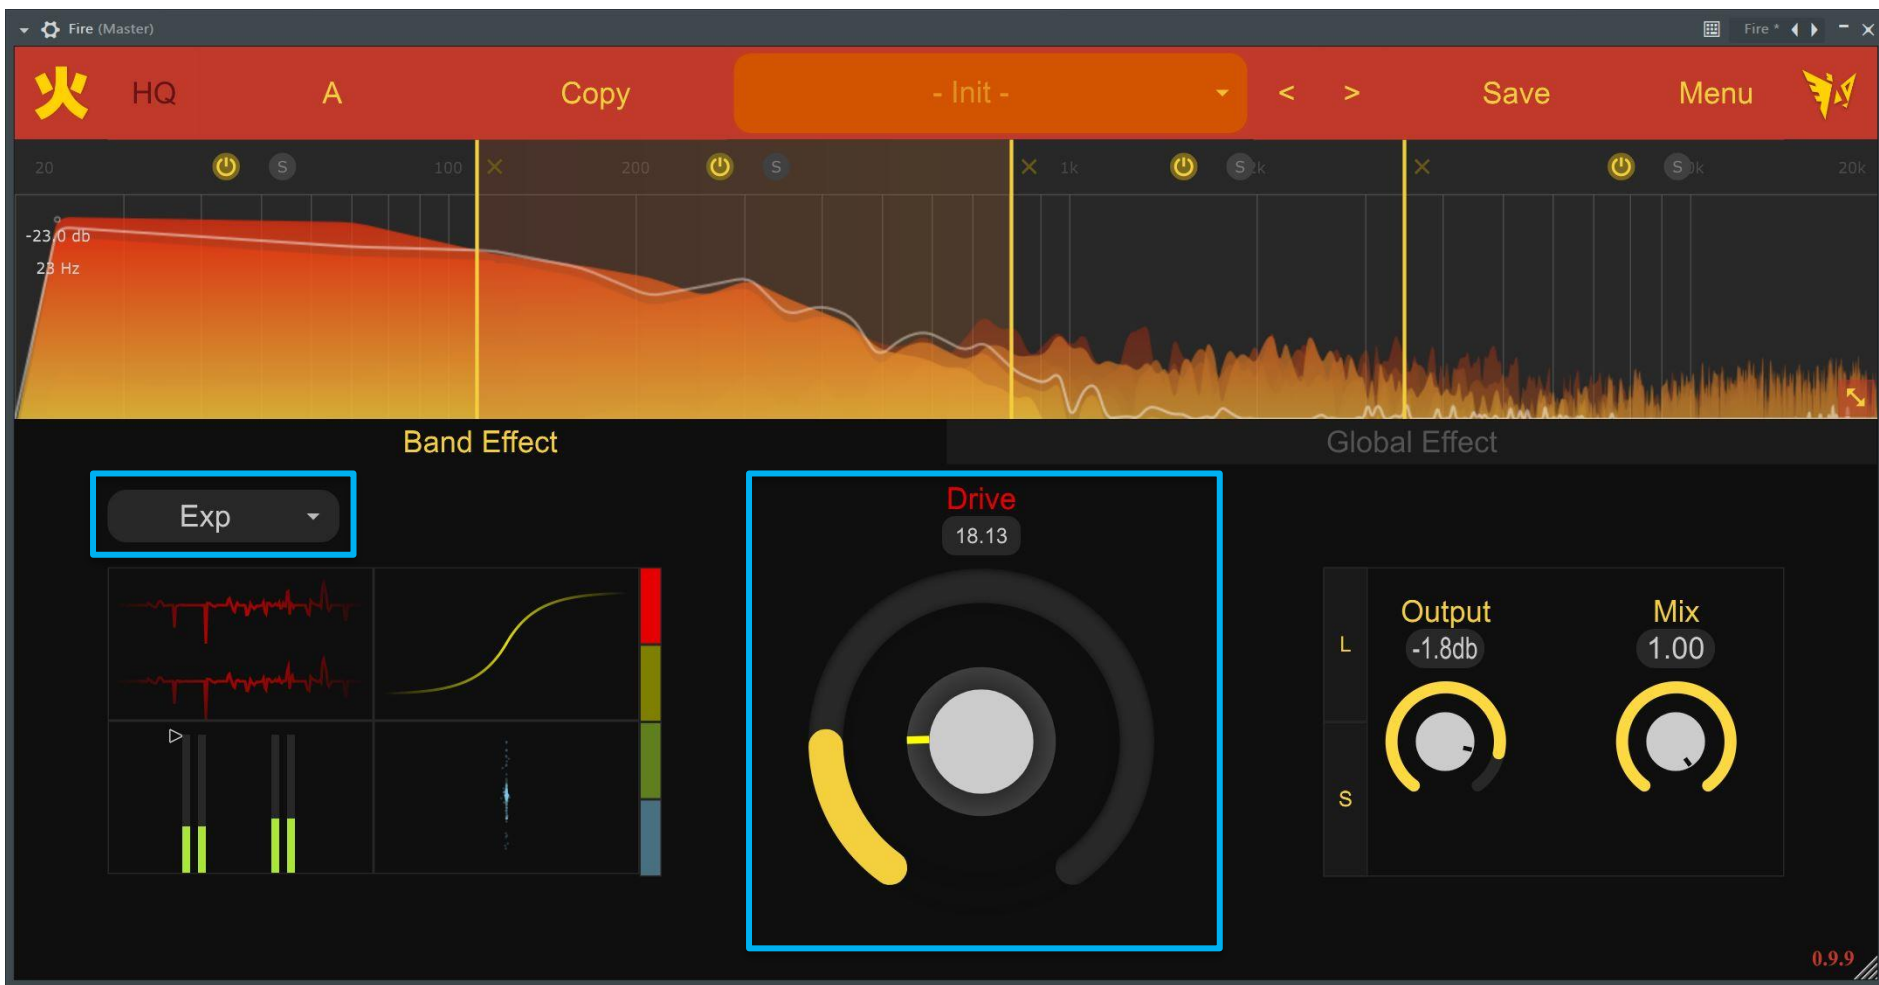 Fire (Master)
Fire *
火 HQ A Copy - Init - < > Save Menu
20 S 100 200 S 1k S 2k S 20k
-23.0 db
23 Hz
Band Effect
Global Effect
Exp
Drive
18.13
L
S
Output
-1.8db
Mix
1.00
0.9.9